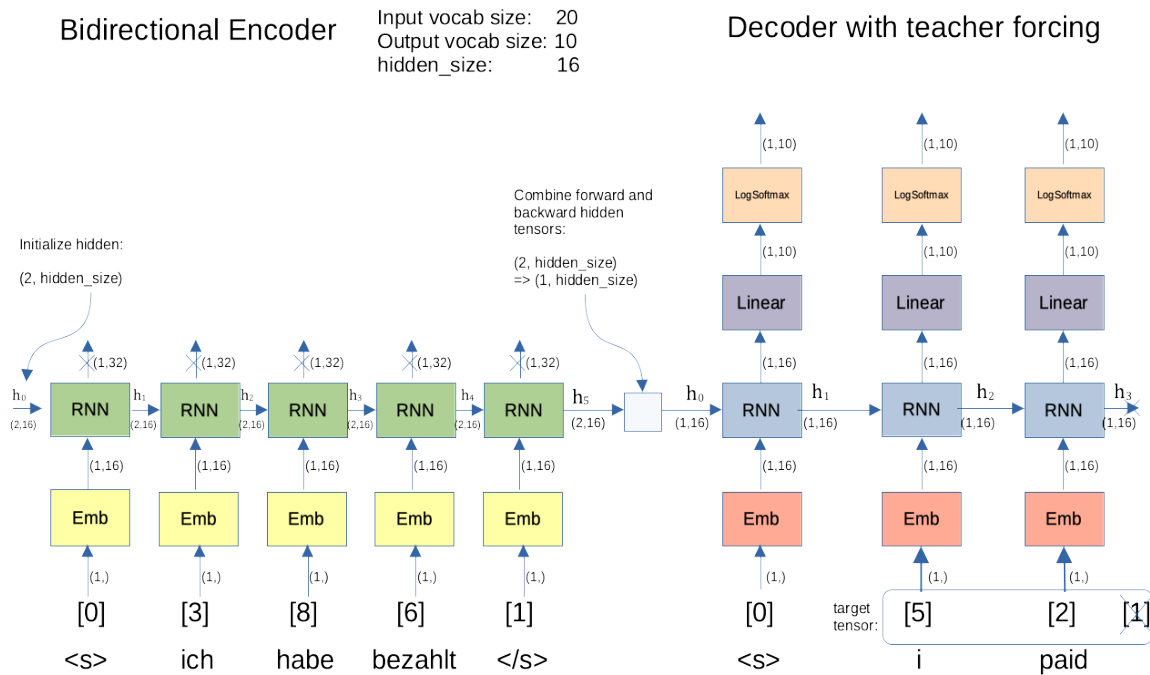 Bidirectional Encoder
Input vocab size: 20
Output vocab size: 10
hidden_size: 16
Decoder with teacher forcing
(1,10) (1,10) (1,10)
LogSoftmax LogSoftmax LogSoftmax
Combine forward and
backward hidden
tensors:
(2, hidden_size)
=> (1, hidden_size)
Initialize hidden:
(2, hidden_size)
(1,10) (1,10) (1,10)
Linear Linear Linear
(1,32) (1,32) (1,32) (1,32) (1,32) (1,16) (1,16) (1,16)
h₀ h₁ h₂ h₃ h₄ h₅ h₀ h₁ h₂ h₃
RNN RNN RNN RNN RNN RNN RNN RNN
(2,16) (2,16) (2,16) (2,16) (2,16) (2,16) (1,16) (1,16) (1,16) (1,16)
(1,16) (1,16) (1,16) (1,16) (1,16) (1,16) (1,16) (1,16)
Emb Emb Emb Emb Emb Emb Emb Emb
(1,) (1,) (1,) (1,) (1,) (1,) (1,) (1,)
[0] [3] [8] [6] [1] [0] target tensor: [5] [2] [1]
<s> ich habe bezahlt </s> <s> i paid